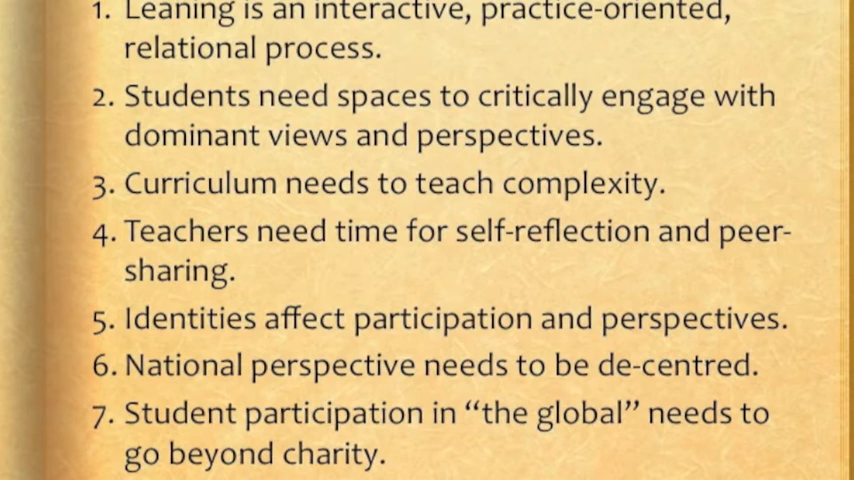 1. Leaning is an interactive, practice-oriented,
relational process.
2. Students need spaces to critically engage with
dominant views and perspectives.
3. Curriculum needs to teach complexity.
4. Teachers need time for self-reflection and peer-
sharing.
5. Identities affect participation and perspectives.
6. National perspective needs to be de-centred.
7. Student participation in “the global” needs to
go beyond charity.